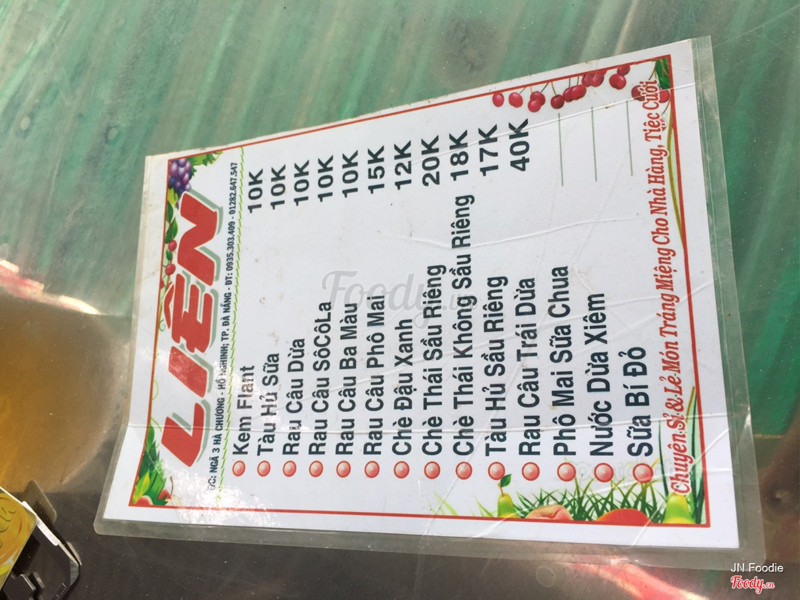 LIÊN
ĐC: NGÃ 3 HÀ CHƯƠNG - HỒ NGHINH; TP. ĐÀ NẴNG - ĐT: 0935.303.409 - 01282.647.547
Kem Flant 10K
Tàu Hủ Sữa 10K
Rau Câu Dừa 10K
Rau Câu SôCôLa 10K
Rau Câu Ba Màu 10K
Rau Câu Phô Mai 15K
Chè Đậu Xanh 12K
Chè Thái Sầu Riêng 20K
Chè Thái Không Sầu Riêng 18K
Tàu Hủ Sầu Riêng 17K
Rau Câu Trái Dừa 40K
Phô Mai Sữa Chua
Nước Dừa Xiêm
Sữa Bí Đỏ
Chuyên Sỉ & Lẻ Món Tráng Miệng Cho Nhà Hàng, Tiệc Cưới
Foody.vn
JN Foodie
Foody.vn